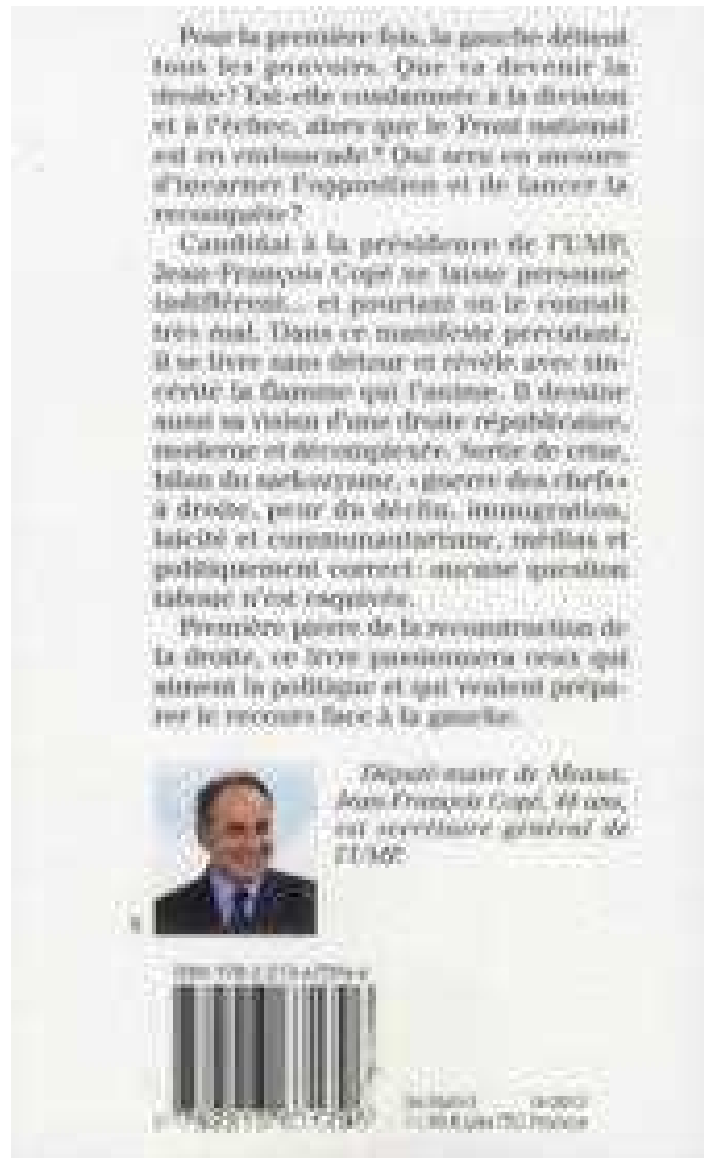 Pour la première fois, la gauche détient
tous les pouvoirs. Que va devenir la
droite ? Est-elle condamnée à la division
et à l'échec, alors que le Front national
est en embuscade ? Qui sera en mesure
d'incarner l'opposition et de lancer la
reconquête ?
Candidat à la présidence de l'UMP,
Jean-François Copé ne laisse personne
indifférent... et pourtant on le connaît
très mal. Dans ce manifeste percutant,
il se livre sans détour et révèle avec sin-
cérité la flamme qui l'anime. Il dessine
aussi sa vision d'une droite républicaine,
moderne et décomplexée. Sortie de crise,
bilan du sarkozysme, « guerre des chefs »
à droite, peur du déclin, immigration,
laïcité et communautarisme, médias et
politiquement correct : aucune question
taboue n'est esquivée.
Première pierre de la reconstruction de
la droite, ce livre passionnera ceux qui
aiment la politique et qui veulent prépa-
rer le recours face à la gauche.
Député-maire de Meaux,
Jean-François Copé, 48 ans,
est secrétaire général de
l'UMP.
ISBN
France